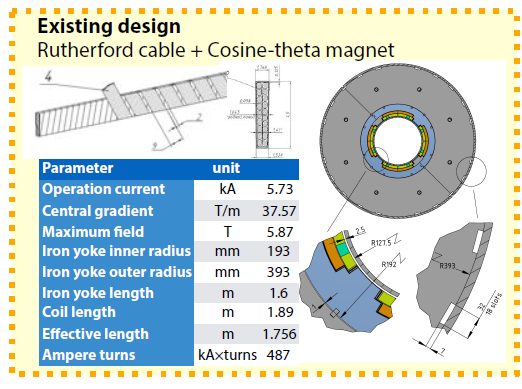 Existing design
Rutherford cable + Cosine-theta magnet
4
2
Parameter unit
Operation current kA 5.73
Central gradient T/m 37.57
Maximum field T 5.87
Iron yoke inner radius mm 193
Iron yoke outer radius mm 393
Iron yoke length m 1.6
Coil length m 1.89
Effective length m 1.756
Ampere turns kA×turns 487
2.5
R127.5
R192
R393
32
18 slots
7